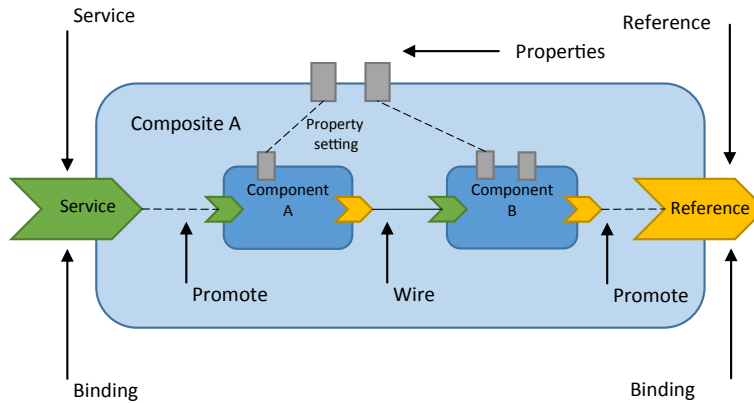 Service
Reference
Properties
Composite A
Property
setting
Component
A
Component
B
Service
Reference
Promote
Wire
Promote
Binding
Binding